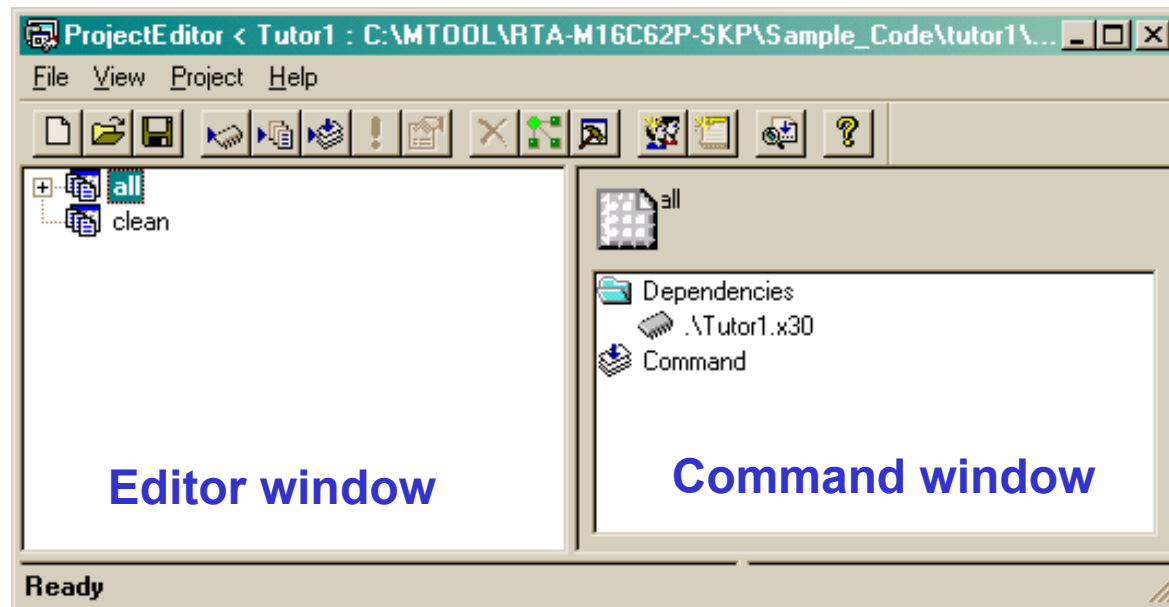 ProjectEditor < Tutor1 : C:\MTOOL\RTA-M16C62P-SKP\Sample_Code\tutor1\...
File View Project Help
all
clean
all
Dependencies
.\Tutor1.x30
Command
Editor window
Command window
Ready